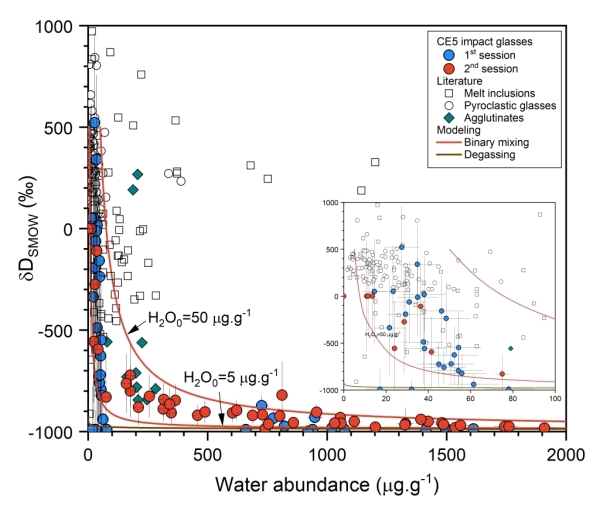 1000
500
0
-500
-1000
δD_SMOW (‰)
0
500
1000
1500
2000
Water abundance (μg.g⁻¹)
CE5 impact glasses
1st session
2nd session
Literature
Melt inclusions
Pyroclastic glasses
Agglutinates
Modeling
Binary mixing
Degassing
H₂O₀=50 μg.g⁻¹
H₂O₀=5 μg.g⁻¹
1000
500
0
-500
-1000
H₂O₀=50 μg.g⁻¹
0
20
40
60
80
100